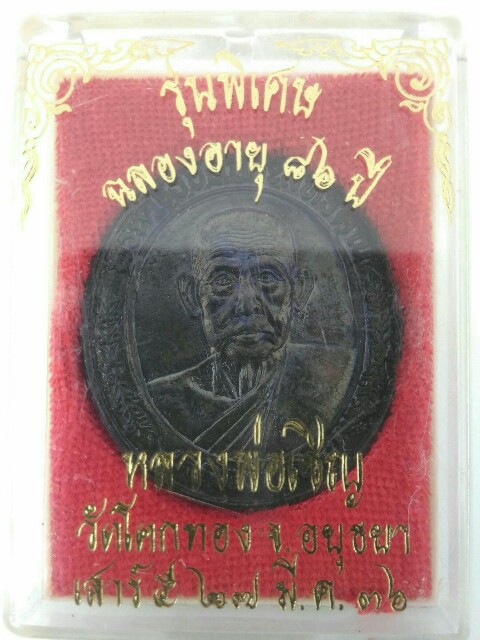 รุ่นพิเศษ
ฉลองอายุ ๘๖ ปี
หลวงพ่อเชิญ
วัดโคกทอง จ.อยุธยา
เสาร์ ๕ ๒๗ มี.ค. ๓๖